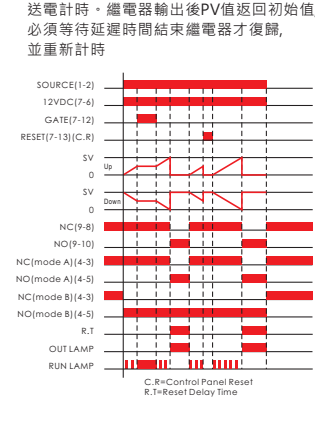 送電計時。繼電器輸出後PV值返回初始值
必須等待延遲時間結束繼電器才復歸,
並重新計時
SOURCE(1-2)
12VDC(7-6)
GATE(7-12)
RESET(7-13)(C.R)
SV
Up
0
SV
Down
0
NC(9-8)
NO(9-10)
NC(mode A)(4-3)
NO(mode A)(4-5)
NC(mode B)(4-3)
NO(mode B)(4-5)
R.T
OUT LAMP
RUN LAMP
C.R=Control Panel Reset
R.T=Reset Delay Time